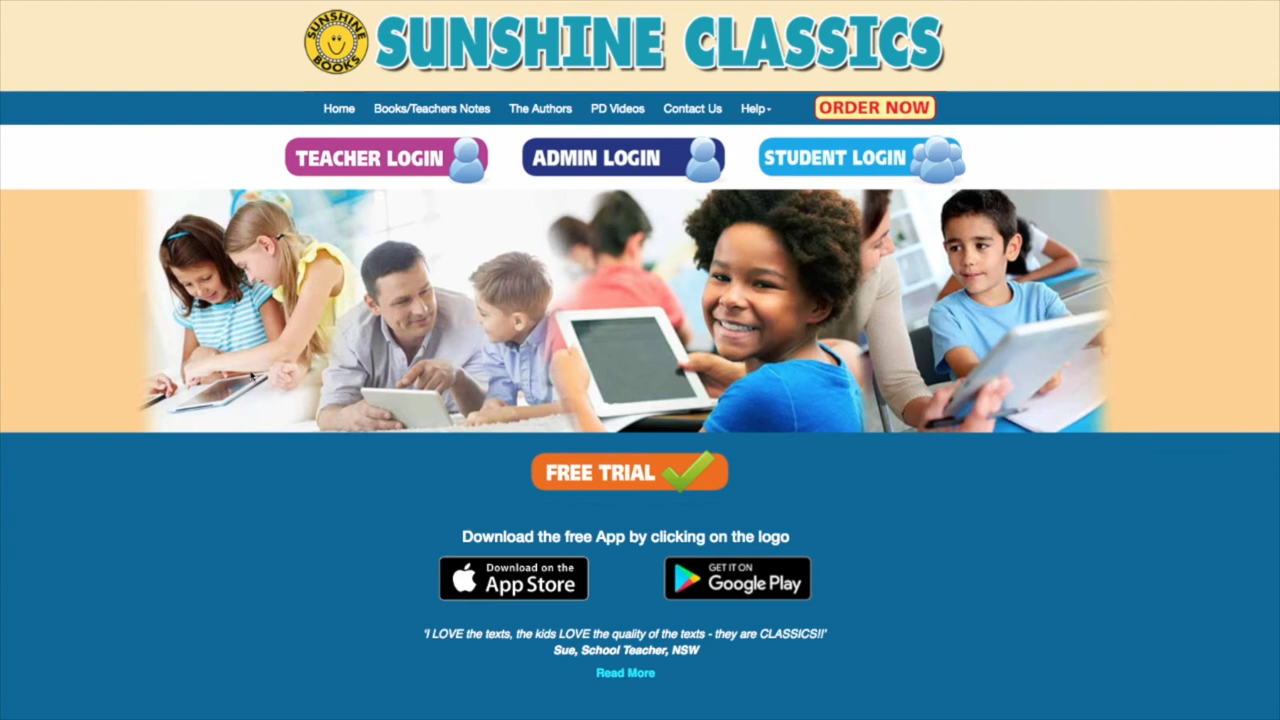 SUNSHINE BOOKS
SUNSHINE CLASSICS
Home Books/Teachers Notes The Authors PD Videos Contact Us Help ORDER NOW
TEACHER LOGIN ADMIN LOGIN STUDENT LOGIN
FREE TRIAL
Download the free App by clicking on the logo
Download on the App Store
GET IT ON Google Play
'I LOVE the texts, the kids LOVE the quality of the texts - they are CLASSICS!!'
Sue, School Teacher, NSW
Read More